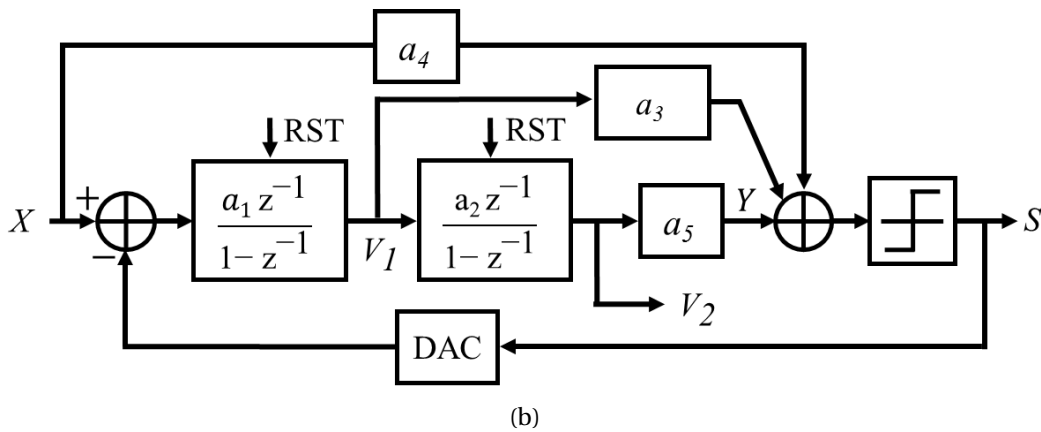 a4
a3
RST
RST
X
+
−
a1 z−1
1− z−1
V1
a2 z−1
1− z−1
a5
Y
S
V2
DAC
(b)